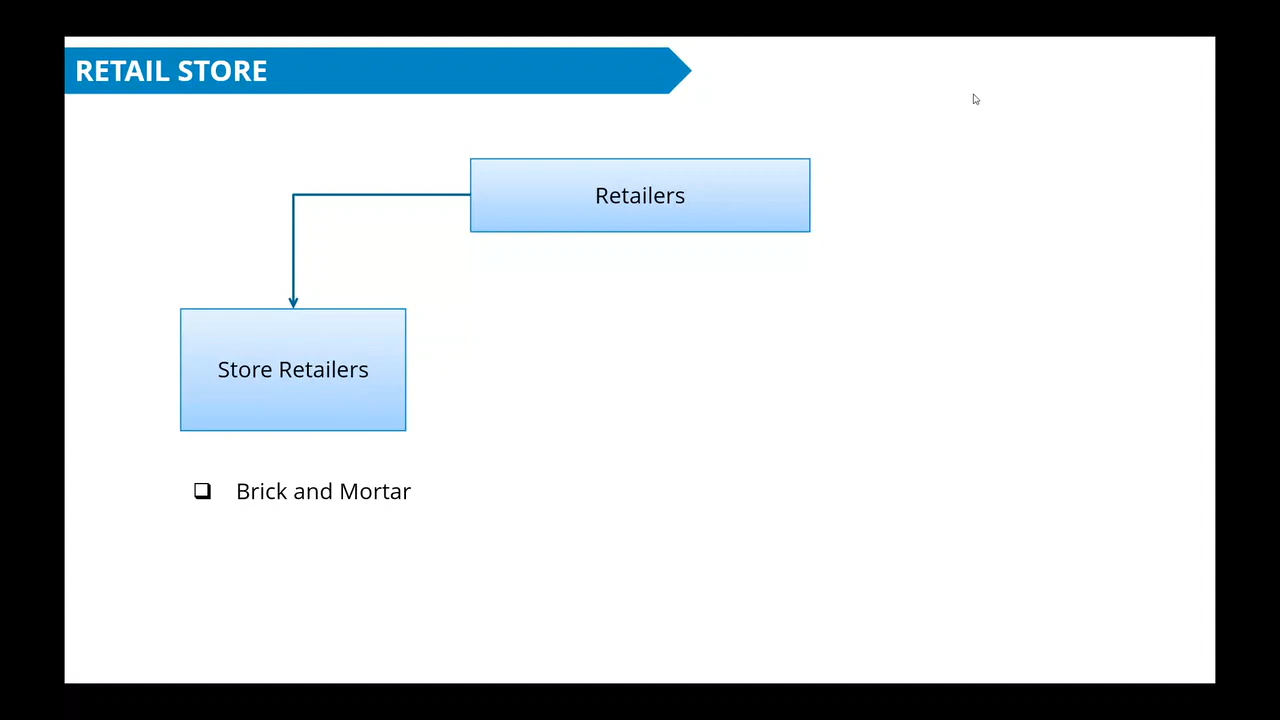 RETAIL STORE
Retailers
Store Retailers
❑ Brick and Mortar